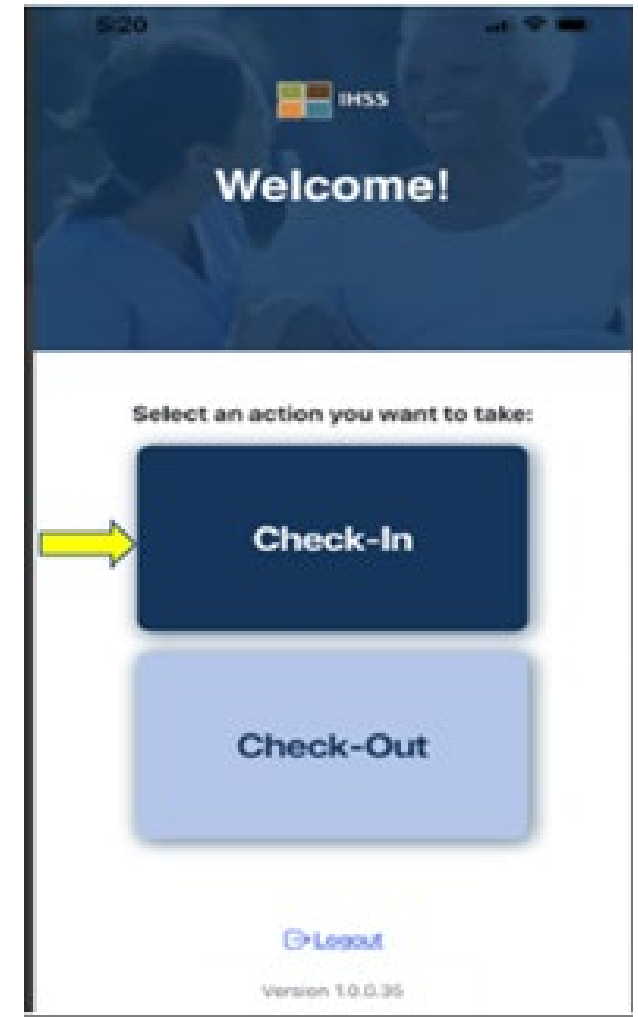 5:20
IHSS
Welcome!
Select an action you want to take:
Check-In
Check-Out
Logout
Version 1.0.0.35